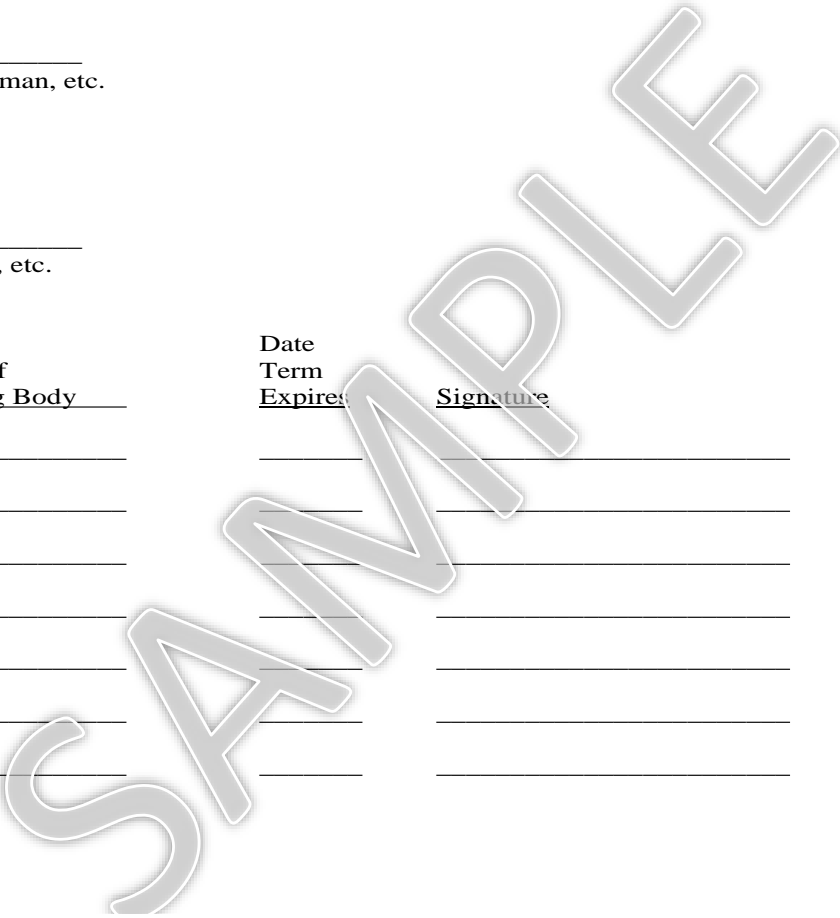 man, etc.
, etc.
Date
f Term
g Body Expires Signature
SAMPLE